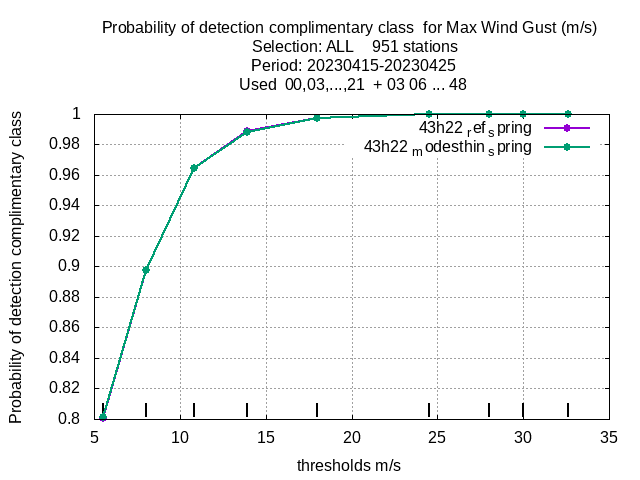 Probability of detection complimentary class  for Max Wind Gust (m/s)
Selection: ALL    951 stations
Period: 20230415-20230425
Used  00,03,...,21  + 03 06 ... 48
Probability of detection complimentary class
1
0.98
0.96
0.94
0.92
0.9
0.88
0.86
0.84
0.82
0.8
43h22 ref spring
43h22 modesthin spring
5 10 15 20 25 30 35
thresholds m/s